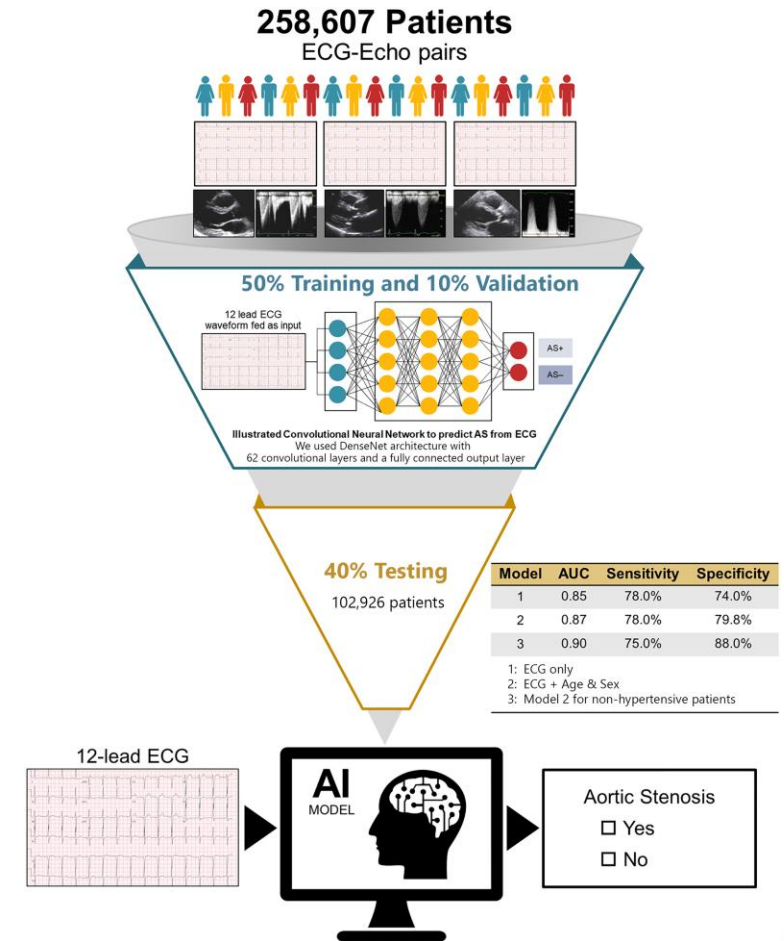 258,607 Patients
ECG-Echo pairs
50% Training and 10% Validation
12 lead ECG
waveform fed as input
AS+
AS–
Illustrated Convolutional Neural Network to predict AS from ECG
We used DenseNet architecture with
62 convolutional layers and a fully connected output layer
40% Testing
102,926 patients
Model AUC Sensitivity Specificity
1 0.85 78.0% 74.0%
2 0.87 78.0% 79.8%
3 0.90 75.0% 88.0%
1: ECG only
2: ECG + Age & Sex
3: Model 2 for non-hypertensive patients
12-lead ECG
AI
MODEL
Aortic Stenosis
☐ Yes
☐ No